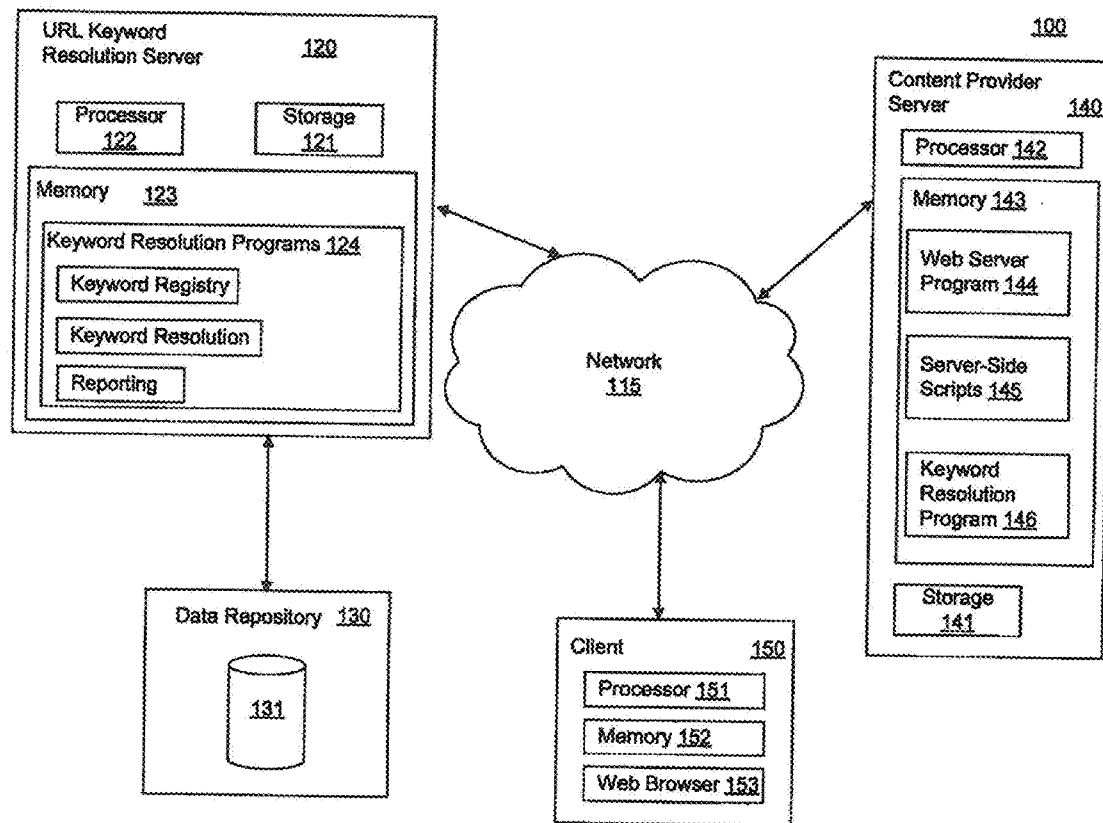 URL Keyword
Resolution Server
120
Processor
122
Storage
121
Memory 123
Keyword Resolution Programs 124
Keyword Registry
Keyword Resolution
Reporting
Data Repository 130
131
Network
115
Client 150
Processor 151
Memory 152
Web Browser 153
100
Content Provider
Server 140
Processor 142
Memory 143
Web Server
Program 144
Server-Side
Scripts 145
Keyword
Resolution
Program 146
Storage
141